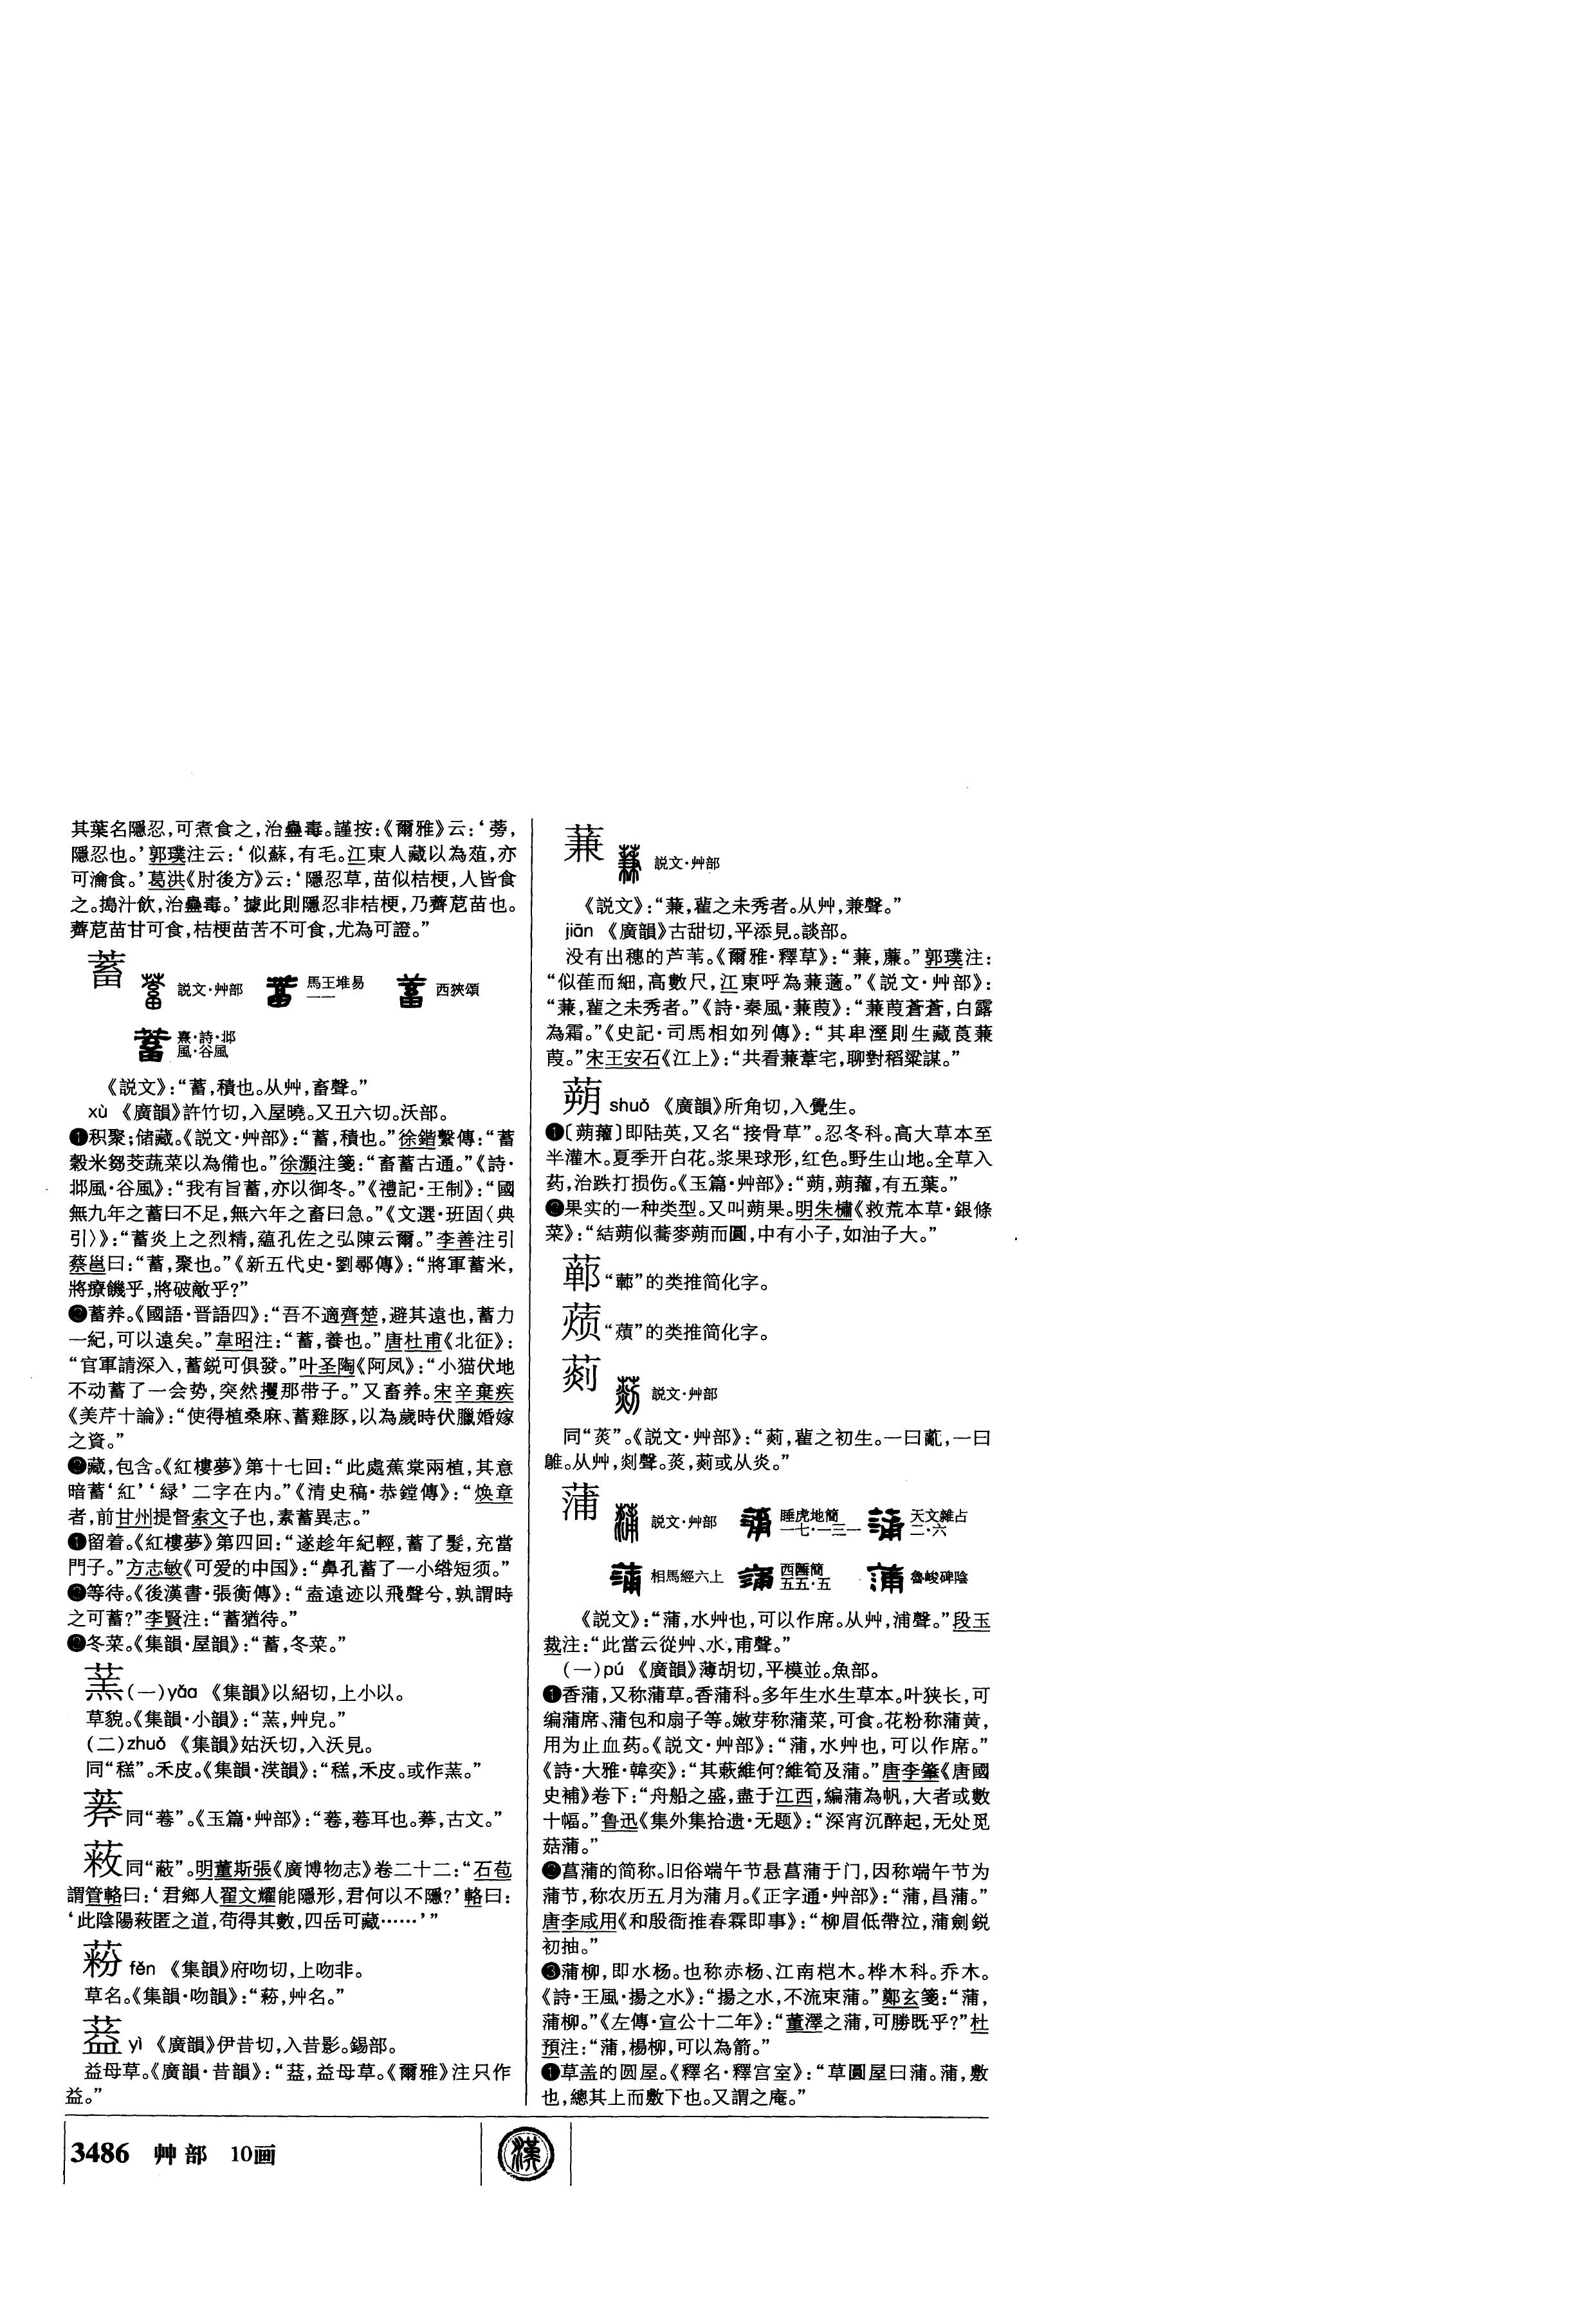 其葉名隱忍,可煮食之,治蠱毒。謹按:《爾雅》云:‘蒡,
隱忍也。’郭璞注云:‘似蘇,有毛。江東人藏以為葅,亦
可瀹食。’葛洪《肘後方》云:‘隱忍草,苗似桔梗,人皆食
之。搗汁飲,治蠱毒。’據此則隱忍非桔梗,乃薺苨苗也。
薺苨苗甘可食,桔梗苗苦不可食,尤為可證。”
蓄 説文·艸部 馬王堆易 一一 西狹頌
熹·詩·邶風·谷風
《説文》:“蓄,積也。从艸,畜聲。”
xù 《廣韻》許竹切,入屋曉。又丑六切。沃部。
❶积聚;储藏。《説文·艸部》:“蓄,積也。”徐鍇繫傳:“蓄
穀米芻茭蔬菜以為備也。”徐灝注箋:“畜蓄古通。”《詩·
邶風·谷風》:“我有旨蓄,亦以御冬。”《禮記·王制》:“國
無九年之蓄曰不足,無六年之畜曰急。”《文選·班固〈典
引〉》:“蓄炎上之烈精,蘊孔佐之弘陳云爾。”李善注引
蔡邕曰:“蓄,聚也。”《新五代史·劉鄩傳》:“將軍蓄米,
將療饑乎,將破敵乎?”
❷蓄养。《國語·晋語四》:“吾不適齊楚,避其遠也,蓄力
一紀,可以遠矣。”韋昭注:“蓄,養也。”唐杜甫《北征》:
“官軍請深入,蓄鋭可俱發。”叶圣陶《阿凤》:“小猫伏地
不动蓄了一会势,突然攫那带子。”又畜养。宋辛棄疾
《美芹十論》:“使得植桑麻、蓄雞豚,以為歲時伏臘婚嫁
之資。”
❷藏,包含。《紅樓夢》第十七回:“此處蕉棠兩植,其意
暗蓄‘紅’‘緑’二字在内。”《清史稿·恭鏜傳》:“焕章
者,前甘州提督索文子也,素蓄異志。”
❶留着。《紅樓夢》第四回:“遂趁年紀輕,蓄了髮,充當
門子。”方志敏《可爱的中国》:“鼻孔蓄了一小绺短须。”
❷等待。《後漢書·張衡傳》:“盍遠迹以飛聲兮,孰謂時
之可蓄?”李賢注:“蓄猶待。”
❷冬菜。《集韻·屋韻》:“蓄,冬菜。”
䔉(一)yǎo 《集韻》以紹切,上小以。
草貌。《集韻·小韻》:“䔉,艸皃。”
(二)zhuó 《集韻》姑沃切,入沃見。
同“糕”。禾皮。《集韻·𣵽韻》:“糕,禾皮。或作䔉。”
同“菤”。《玉篇·艸部》:“菤,菤耳也。,古文。”
同“蔽”。明董斯張《廣博物志》卷二十二:“石苞
謂管輅曰:‘君鄉人翟文耀能隱形,君何以不隱?’輅曰:
‘此陰陽匿之道,苟得其數,四岳可藏……’”
fěn 《集韻》府吻切,上吻非。
草名。《集韻·吻韻》:“,艸名。”
yì 《廣韻》伊昔切,入昔影。錫部。
益母草。《廣韻·昔韻》:“,益母草。《爾雅》注只作
益。”
蒹 説文·艸部
《説文》:“蒹,雚之未秀者。从艸,兼聲。”
jiān 《廣韻》古甜切,平添見。談部。
没有出穗的芦苇。《爾雅·釋草》:“蒹,薕。”郭璞注:
“似萑而細,高數尺,江東呼為蒹藡。”《説文·艸部》:
“蒹,雚之未秀者。”《詩·秦風·蒹葭》:“蒹葭蒼蒼,白露
為霜。”《史記·司馬相如列傳》:“其卑溼則生藏莨蒹
葭。”宋王安石《江上》:“共看蒹葦宅,聊對稻粱謀。”
蒴 shuò 《廣韻》所角切,入覺生。
❶〔蒴藋〕即陆英,又名“接骨草”。忍冬科。高大草本至
半灌木。夏季开白花。浆果球形,红色。野生山地。全草入
药,治跌打损伤。《玉篇·艸部》:“蒴,蒴藋,有五葉。”
❷果实的一种类型。又叫蒴果。明朱橚《救荒本草·銀條
菜》:“結蒴似蕎麥蒴而圓,中有小子,如油子大。”
“”的类推简化字。
“薠”的类推简化字。
説文·艸部
同“菼”。《説文·艸部》:“,雚之初生。一曰薍,一曰
鵻。从艸,剡聲。菼,或从炎。”
蒲 説文·艸部 睡虎地簡 一七·一三一 天文雜占 二·六
相馬經六上 西陲簡 五五·五 魯峻碑陰
《説文》:“蒲,水艸也,可以作席。从艸,浦聲。”段玉
裁注:“此當云從艸、水,甫聲。”
(一)pú 《廣韻》薄胡切,平模並。魚部。
❶香蒲,又称蒲草。香蒲科。多年生水生草本。叶狭长,可
编蒲席、蒲包和扇子等。嫩芽称蒲菜,可食。花粉称蒲黄,
用为止血药。《説文·艸部》:“蒲,水艸也,可以作席。”
《詩·大雅·韓奕》:“其蔌維何?維筍及蒲。”唐李肇《唐國
史補》卷下:“舟船之盛,盡于江西,編蒲為帆,大者或數
十幅。”鲁迅《集外集拾遗·无题》:“深宵沉醉起,无处觅
菰蒲。”
❷菖蒲的简称。旧俗端午节悬菖蒲于门,因称端午节为
蒲节,称农历五月为蒲月。《正字通·艸部》:“蒲,昌蒲。”
唐李咸用《和殷衙推春霖即事》:“柳眉低帶泣,蒲劍鋭
初抽。”
❸蒲柳,即水杨。也称赤杨、江南桤木。桦木科。乔木。
《詩·王風·揚之水》:“揚之水,不流束蒲。”鄭玄箋:“蒲,
蒲柳。”《左傳·宣公十二年》:“董澤之蒲,可勝既乎?”杜
預注:“蒲,楊柳,可以為箭。”
❶草盖的圆屋。《釋名·釋宫室》:“草圓屋曰蒲。蒲,敷
也,總其上而敷下也。又謂之庵。”
3486 艸部 10画 漢